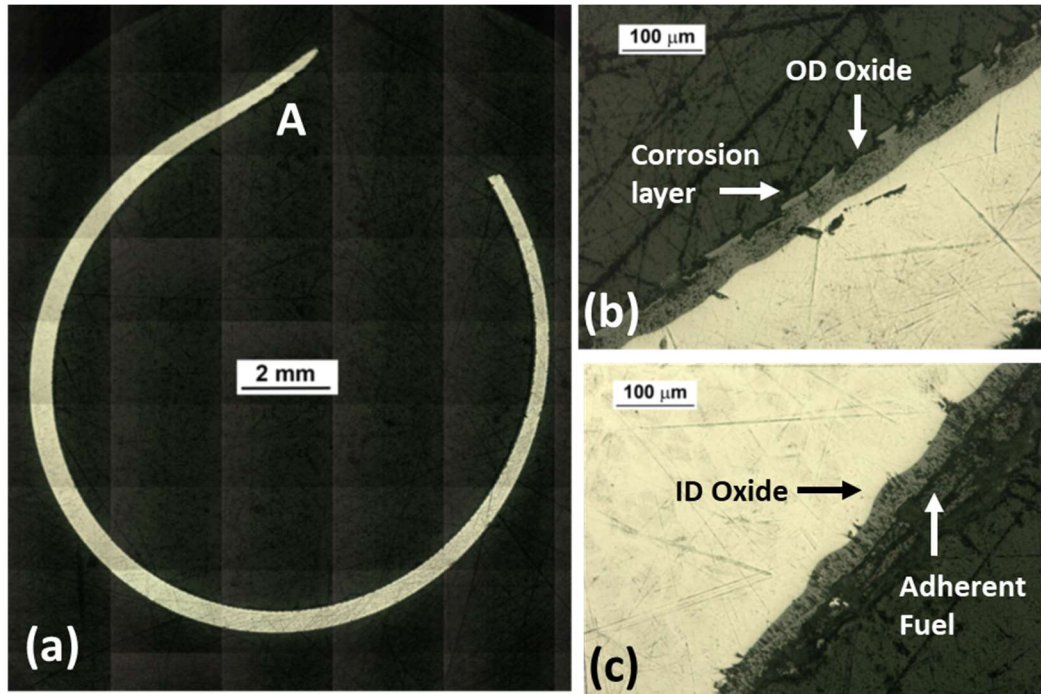 A
2 mm
(a)
100 μm
OD Oxide
Corrosion
layer
(b)
100 μm
ID Oxide
Adherent
Fuel
(c)